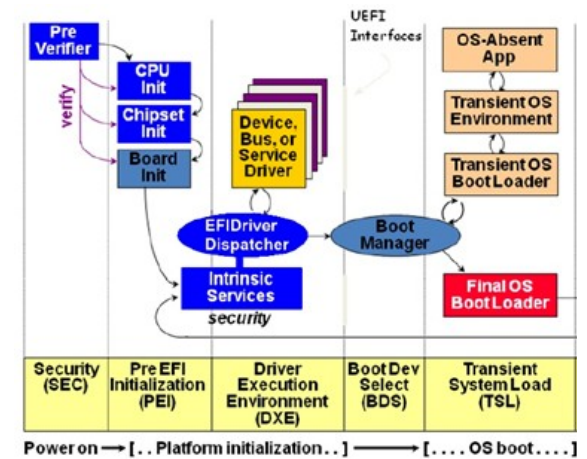 UEFI
Interfaces
Pre
Verifier
verify
CPU
Init
Chipset
Init
Board
Init
Device,
Bus, or
Service
Driver
EFIDriver
Dispatcher
Intrinsic
Services
security
Boot
Manager
OS-Absent
App
Transient OS
Environment
Transient OS
Boot Loader
Final OS
Boot Loader
Security
(SEC)
Pre EFI
Initialization
(PEI)
Driver
Execution
Environment
(DXE)
Boot Dev
Select
(BDS)
Transient
System Load
(TSL)
Power on → [ . . Platform initialization . . ] → [ . . . . OS boot . . . . ]